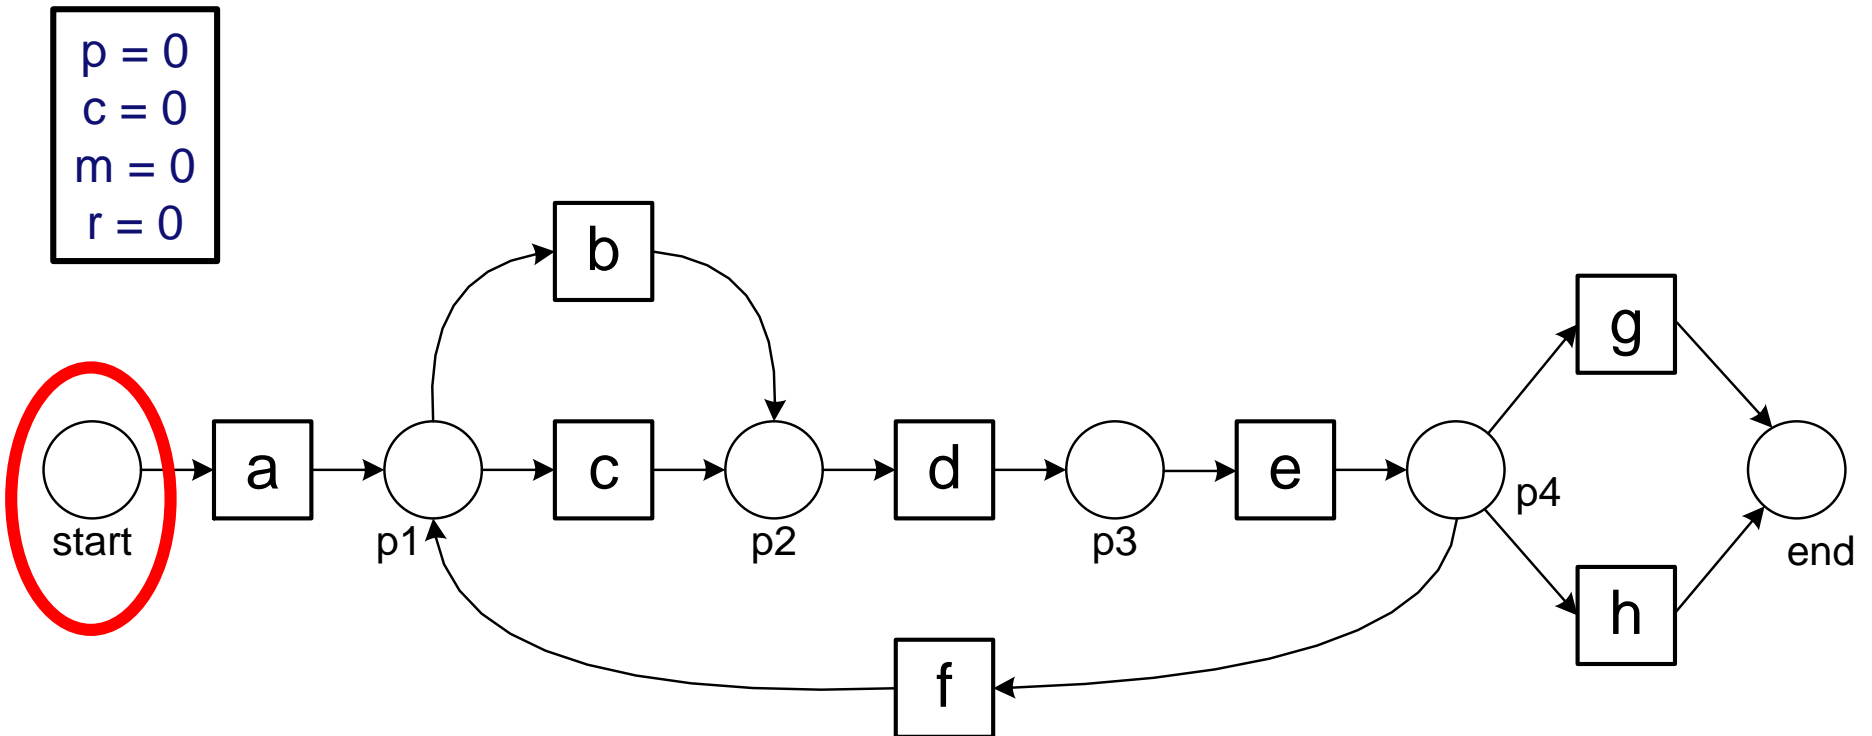 p = 0
c = 0
m = 0
r = 0
b
g
a
c
d
e
start
p1
p2
p3
p4
end
h
f